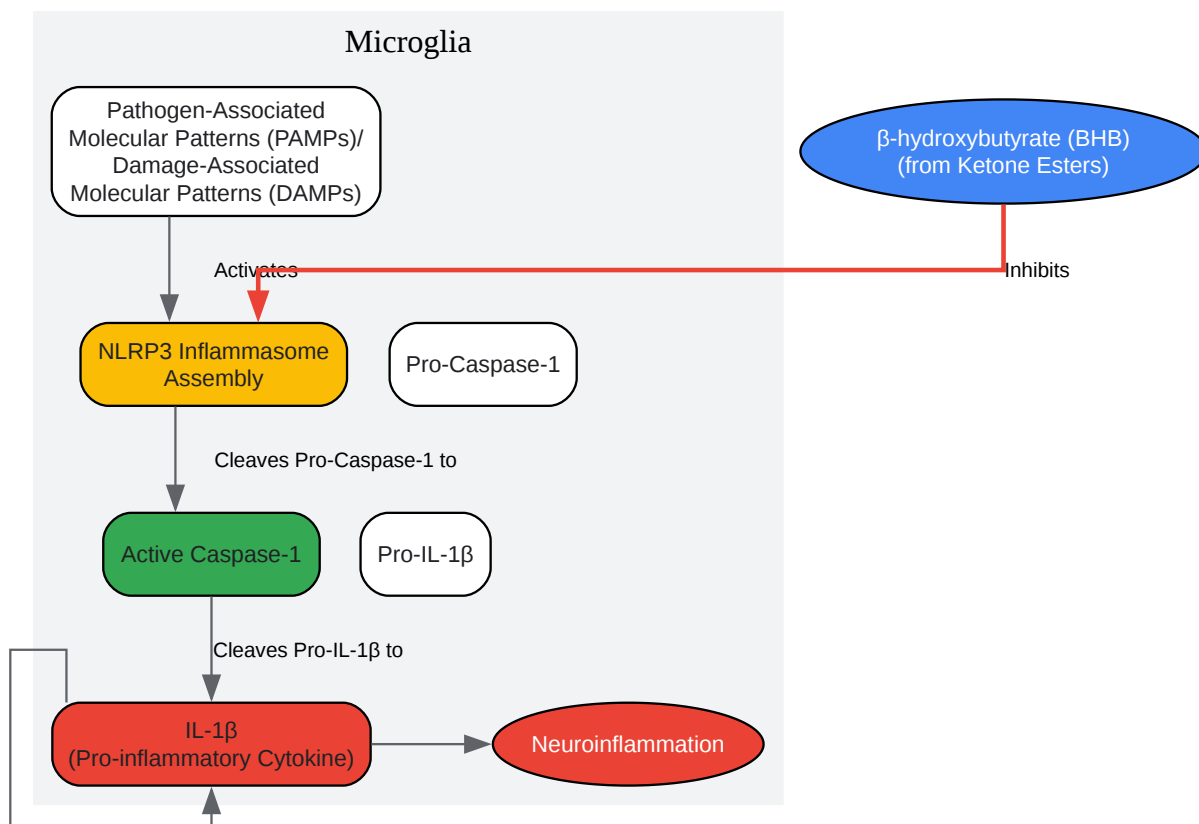 Microglia
Pathogen-Associated
Molecular Patterns (PAMPs)/
Damage-Associated
Molecular Patterns (DAMPs)
β-hydroxybutyrate (BHB)
(from Ketone Esters)
Activates
Inhibits
NLRP3 Inflammasome
Assembly
Pro-Caspase-1
Cleaves Pro-Caspase-1 to
Active Caspase-1
Pro-IL-1β
Cleaves Pro-IL-1β to
IL-1β
(Pro-inflammatory Cytokine)
Neuroinflammation